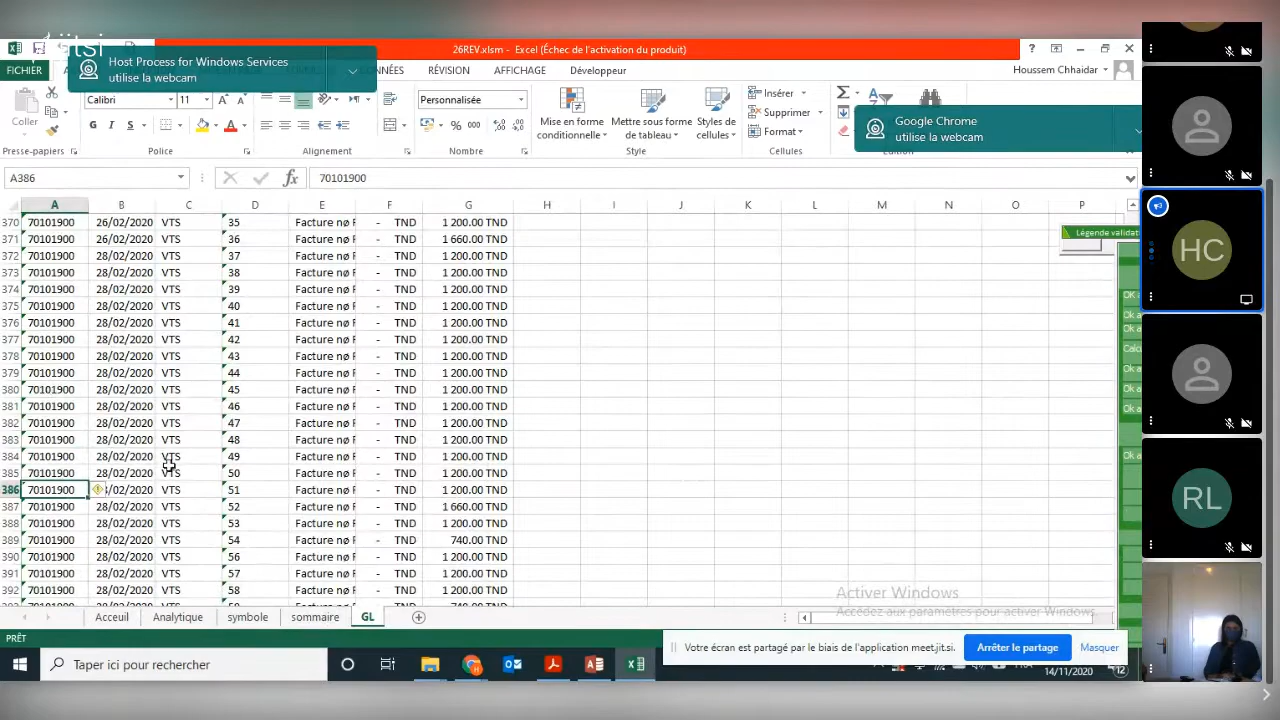 jitsi
26REV.xlsm - Excel (Échec de l'activation du produit)
Host Process for Windows Services
utilise la webcam
FICHIER
RÉVISION
AFFICHAGE
Développeur
Houssem Chhaidar
Google Chrome
utilise la webcam
Coller
Calibri
11
Personnalisée
Mise en forme
conditionnelle
Mettre sous forme
de tableau
Styles de
cellules
Insérer
Supprimer
Format
Presse-papiers
Police
Alignement
Nombre
Style
Cellules
A386
70101900
A B C D E F G H I J K L M N O P
370 70101900 26/02/2020 VTS 35 Facture nø F - TND 1 200.00 TND
371 70101900 26/02/2020 VTS 36 Facture nø F - TND 1 660.00 TND
372 70101900 28/02/2020 VTS 37 Facture nø F - TND 1 660.00 TND
373 70101900 28/02/2020 VTS 38 Facture nø F - TND 1 200.00 TND
374 70101900 28/02/2020 VTS 39 Facture nø F - TND 1 200.00 TND
375 70101900 28/02/2020 VTS 40 Facture nø F - TND 1 200.00 TND
376 70101900 28/02/2020 VTS 41 Facture nø F - TND 1 200.00 TND
377 70101900 28/02/2020 VTS 42 Facture nø F - TND 1 200.00 TND
378 70101900 28/02/2020 VTS 43 Facture nø F - TND 1 200.00 TND
379 70101900 28/02/2020 VTS 44 Facture nø F - TND 1 200.00 TND
380 70101900 28/02/2020 VTS 45 Facture nø F - TND 1 200.00 TND
381 70101900 28/02/2020 VTS 46 Facture nø F - TND 1 200.00 TND
382 70101900 28/02/2020 VTS 47 Facture nø F - TND 1 200.00 TND
383 70101900 28/02/2020 VTS 48 Facture nø F - TND 1 200.00 TND
384 70101900 28/02/2020 VTS 49 Facture nø F - TND 1 200.00 TND
385 70101900 28/02/2020 VTS 50 Facture nø F - TND 1 200.00 TND
386 70101900 /02/2020 VTS 51 Facture nø F - TND 1 200.00 TND
387 70101900 28/02/2020 VTS 52 Facture nø F - TND 1 660.00 TND
388 70101900 28/02/2020 VTS 53 Facture nø F - TND 1 200.00 TND
389 70101900 28/02/2020 VTS 54 Facture nø F - TND 740.00 TND
390 70101900 28/02/2020 VTS 56 Facture nø F - TND 1 200.00 TND
391 70101900 28/02/2020 VTS 57 Facture nø F - TND 1 200.00 TND
392 70101900 28/02/2020 VTS 58 Facture nø F - TND 1 200.00 TND
Légende validat
Ok a
Ok a
Ok a
Calcu
Ok a
Ok a
Ok a
Ok a
HC
RL
Activer Windows
Accédez aux paramètres pour activer Windows.
Acceuil Analytique symbole sommaire GL
PRÊT
Votre écran est partagé par le biais de l'application meet.jit.si.
Arrêter le partage
Masquer
Taper ici pour rechercher
14/11/2020
12